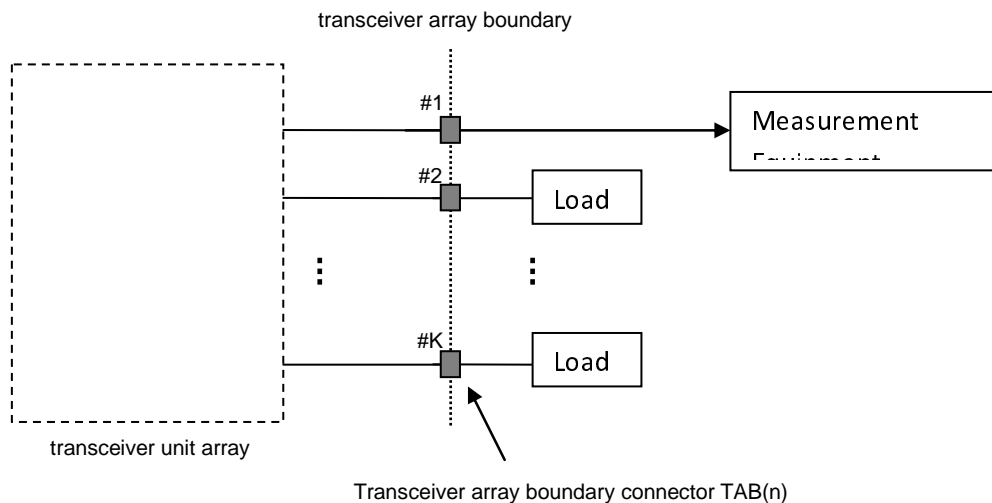 transceiver array boundary
#1
Measurement
#2
Load
#K
Load
transceiver unit array
Transceiver array boundary connector TAB(n)